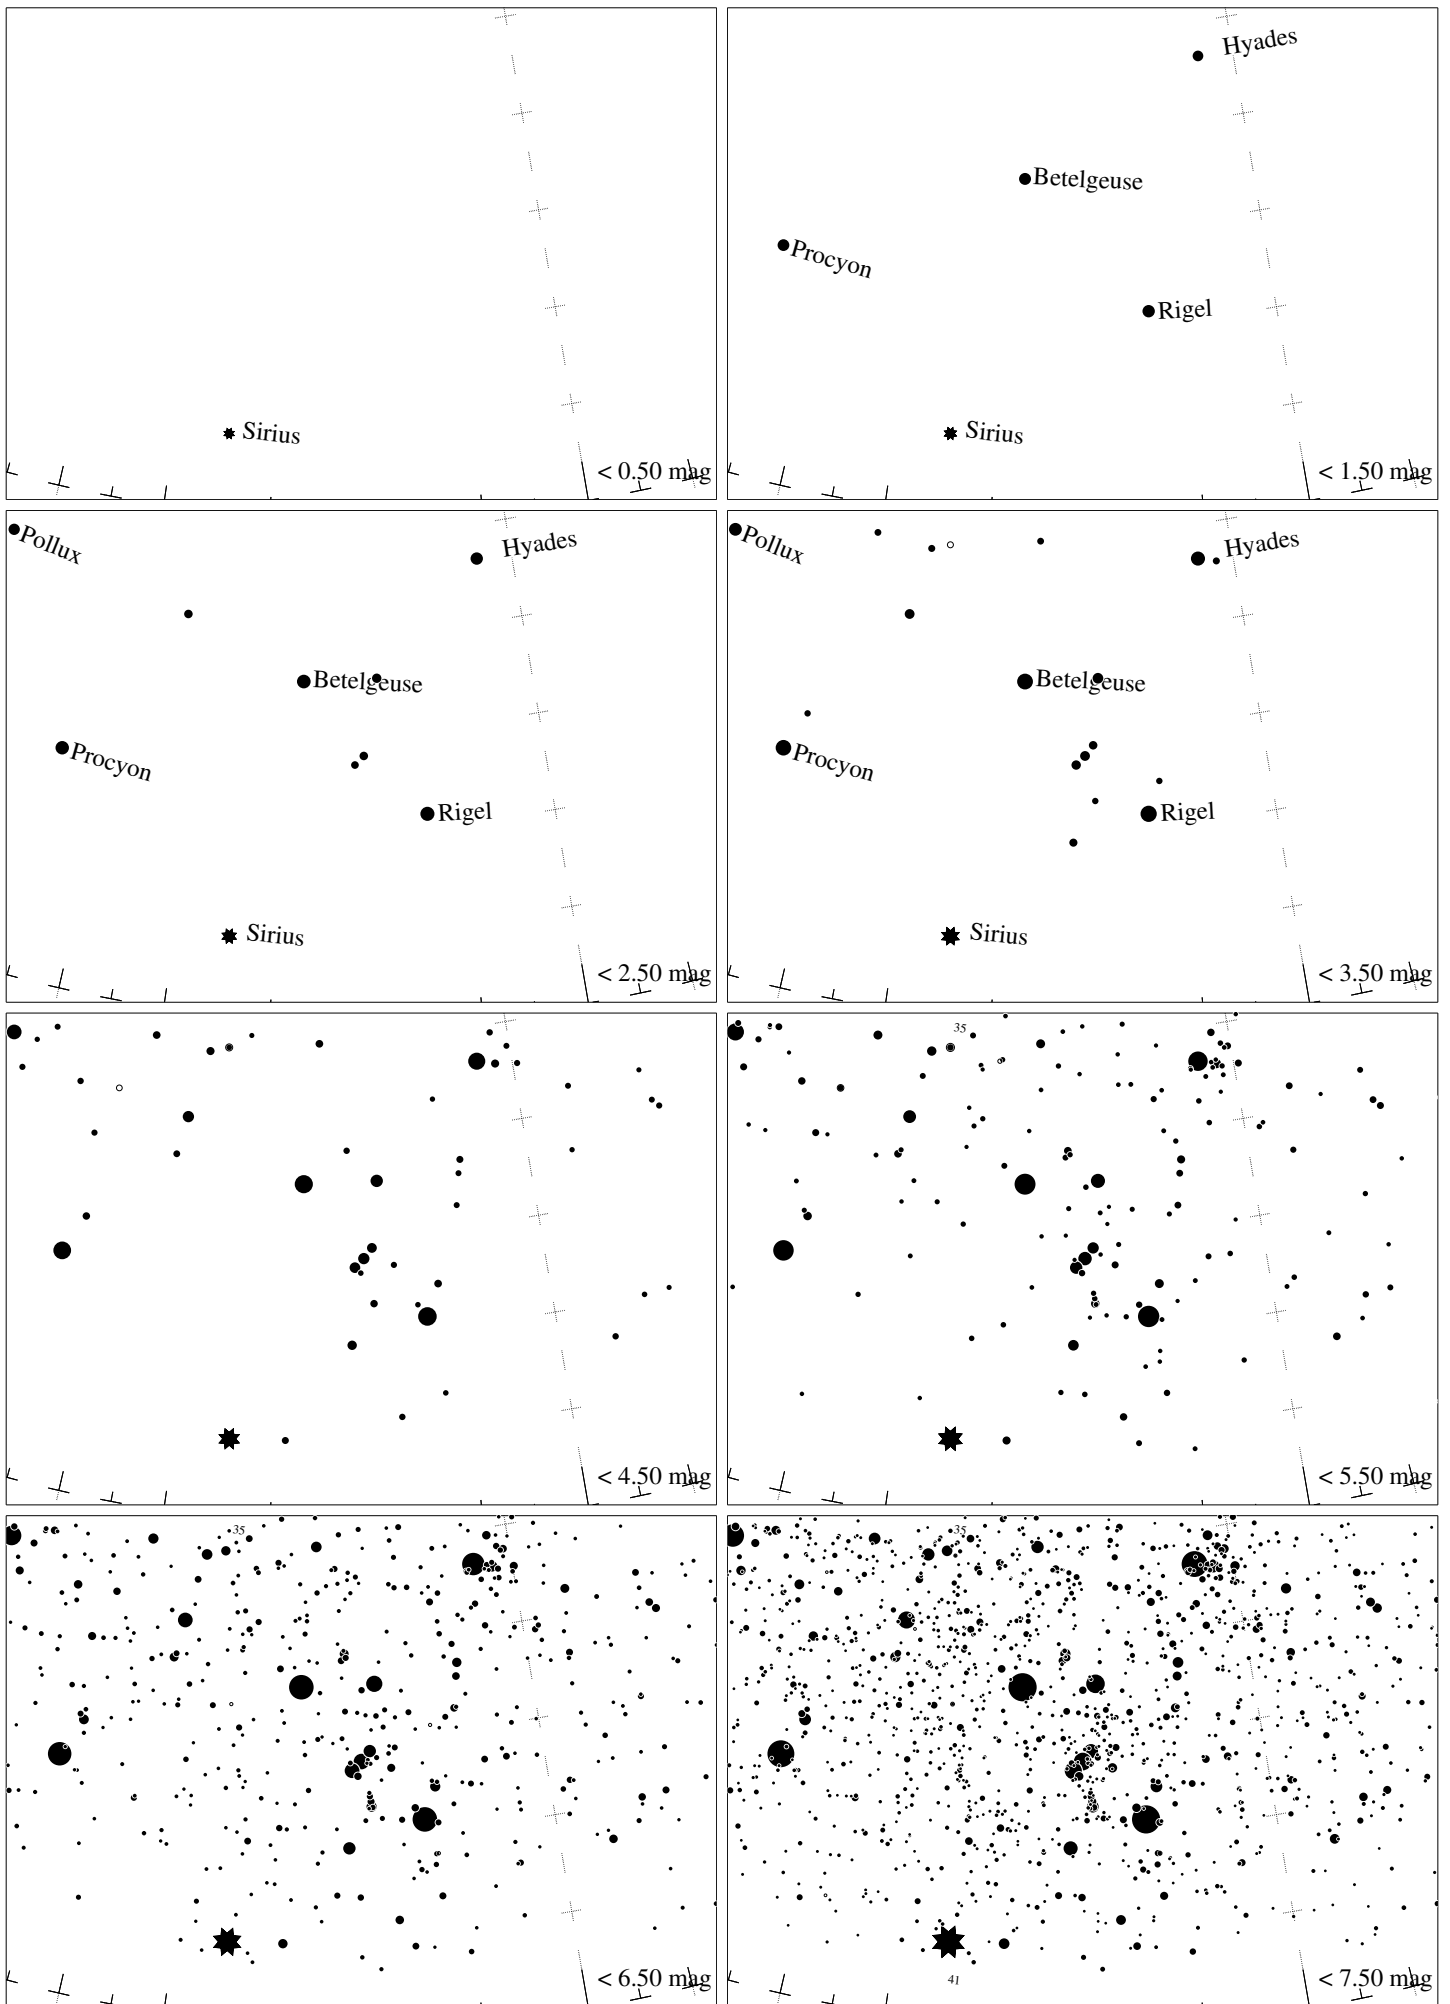 Sirius
< 0.50 mag
Hyades
Betelgeuse
Procyon
Rigel
Sirius
< 1.50 mag
Pollux
Hyades
Betelgeuse
Procyon
Rigel
Sirius
< 2.50 mag
Pollux
Hyades
Betelgeuse
Procyon
Rigel
Sirius
< 3.50 mag
< 4.50 mag
35
< 5.50 mag
35
< 6.50 mag
35
41
< 7.50 mag